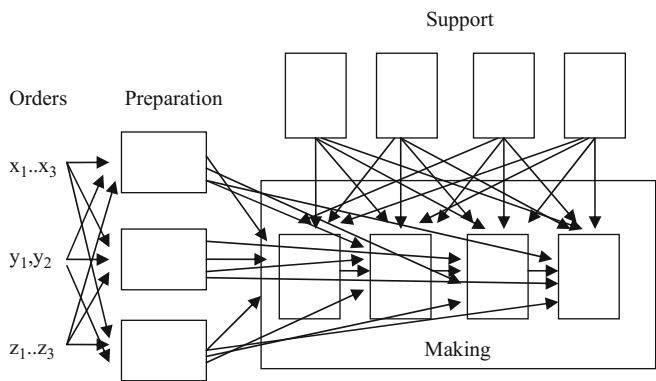 Support
Orders
Preparation
x₁..x₃
y₁,y₂
z₁..z₃
Making